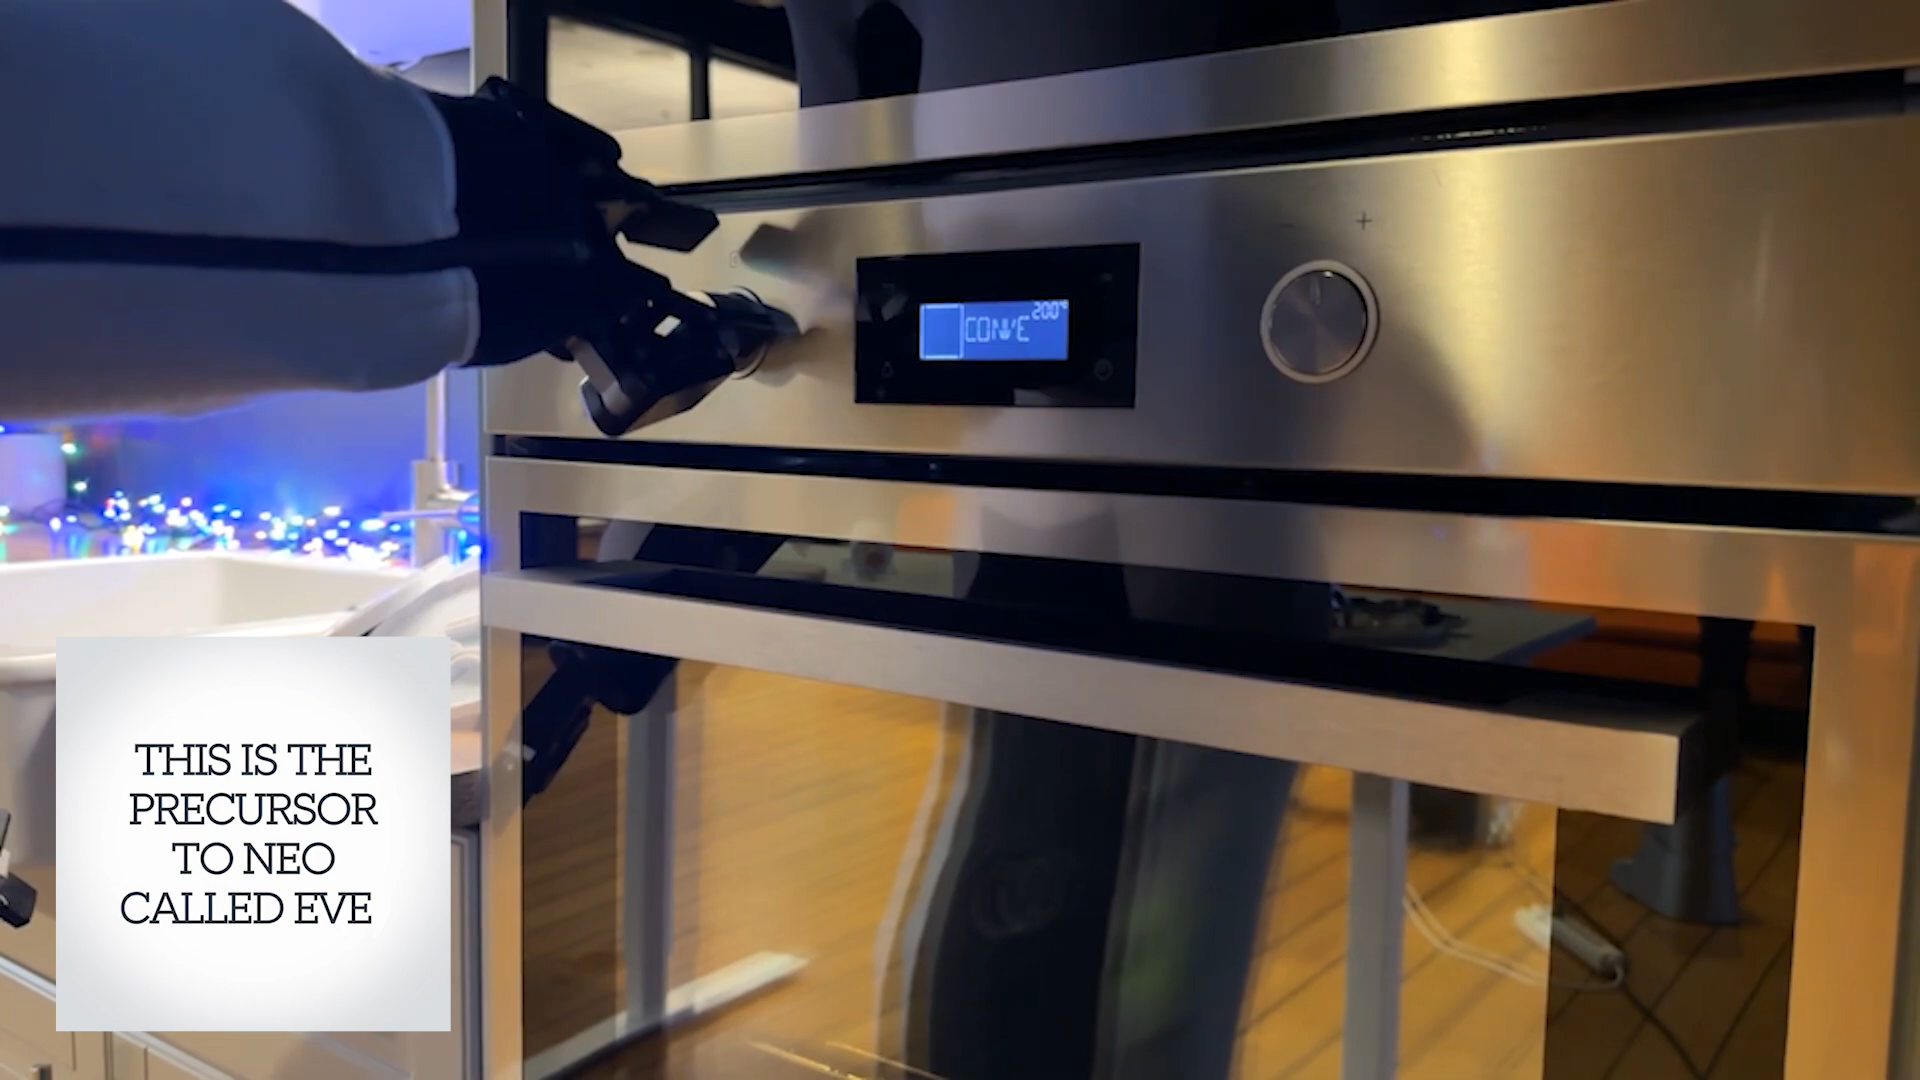 200°
CONVE
+
THIS IS THE
PRECURSOR
TO NEO
CALLED EVE